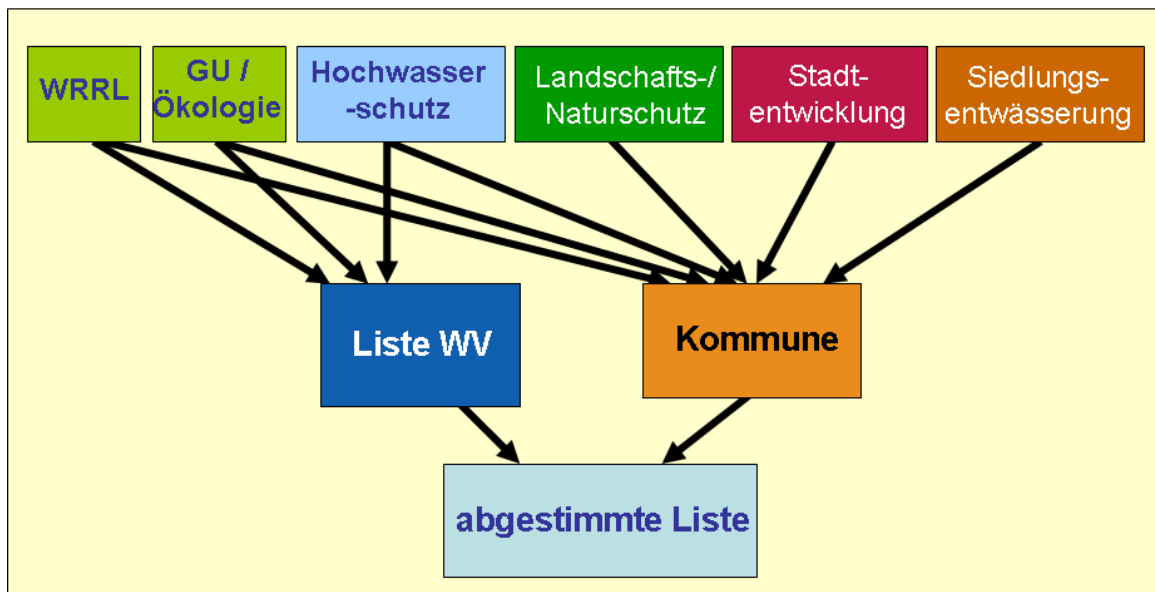 WRRL
GU /
Ökologie
Hochwasser
-schutz
Landschafts-/
Naturschutz
Stadt-
entwicklung
Siedlungs-
entwässerung
Liste WV
Kommune
abgestimmte Liste